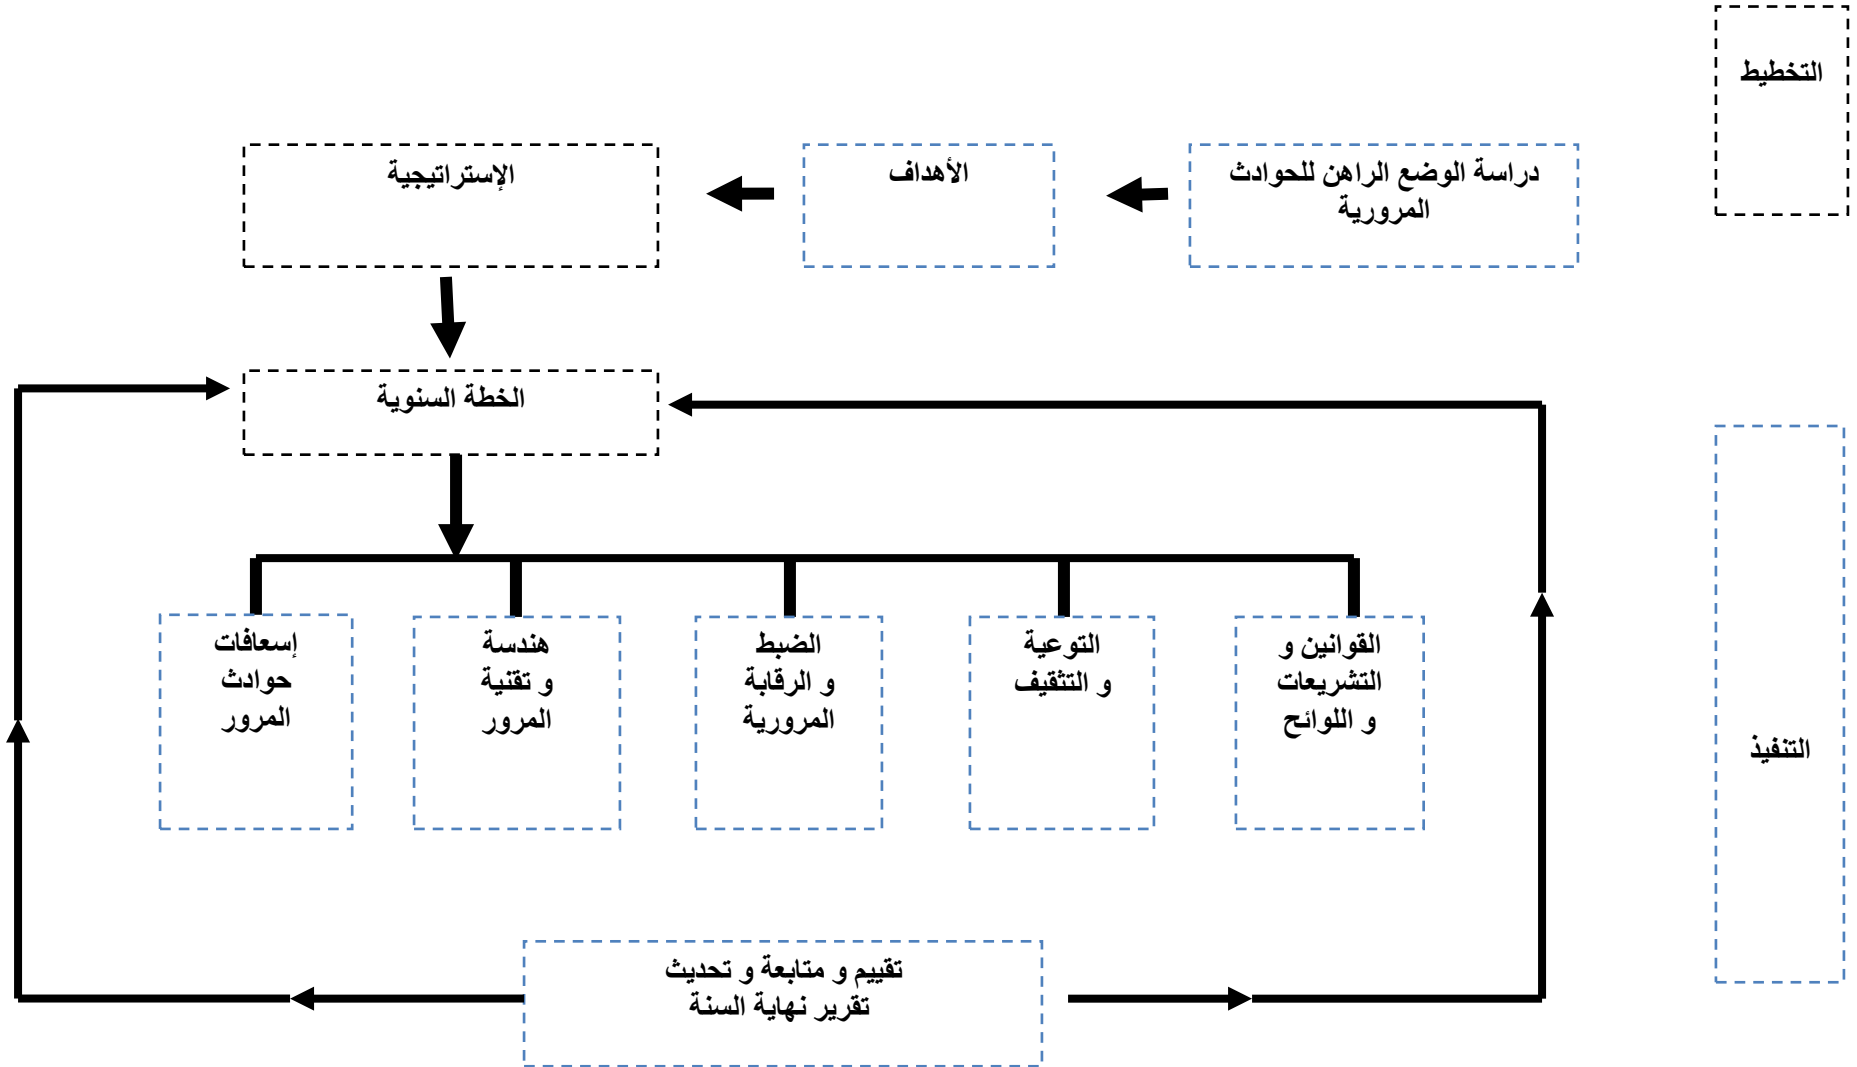 التخطيط
دراسة الوضع الراهن للحوادث
المرورية
الأهداف
الإستراتيجية
الخطة السنوية
القوانين و
التشريعات
و اللوائح
التوعية
و التثقيف
الضبط
و الرقابة
المرورية
هندسة
و تقنية
المرور
إسعافات
حوادث
المرور
التنفيذ
تقييم و متابعة و تحديث
تقرير نهاية السنة